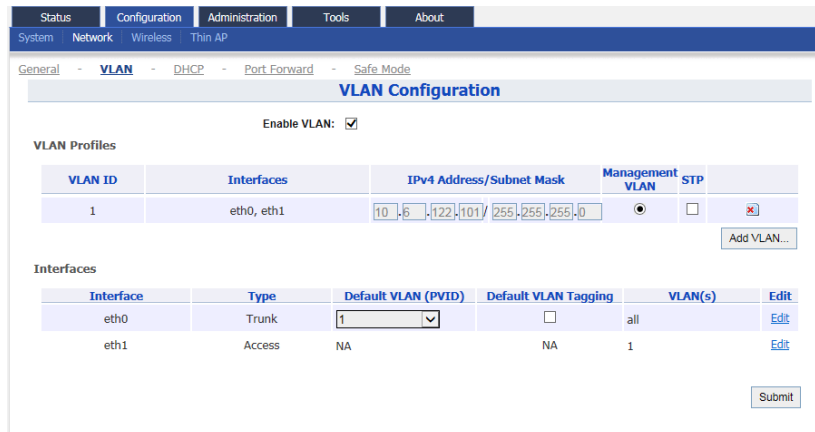 Status Configuration Administration Tools About
System Network Wireless Thin AP
General - VLAN - DHCP - Port Forward - Safe Mode
VLAN Configuration
Enable VLAN:
VLAN Profiles
VLAN ID Interfaces IPv4 Address/Subnet Mask Management VLAN STP
1 eth0, eth1 10 .6 .122 .101/ 255.255.255.0
Add VLAN...
Interfaces
Interface Type Default VLAN (PVID) Default VLAN Tagging VLAN(s) Edit
eth0 Trunk 1 all Edit
eth1 Access NA NA 1 Edit
Submit